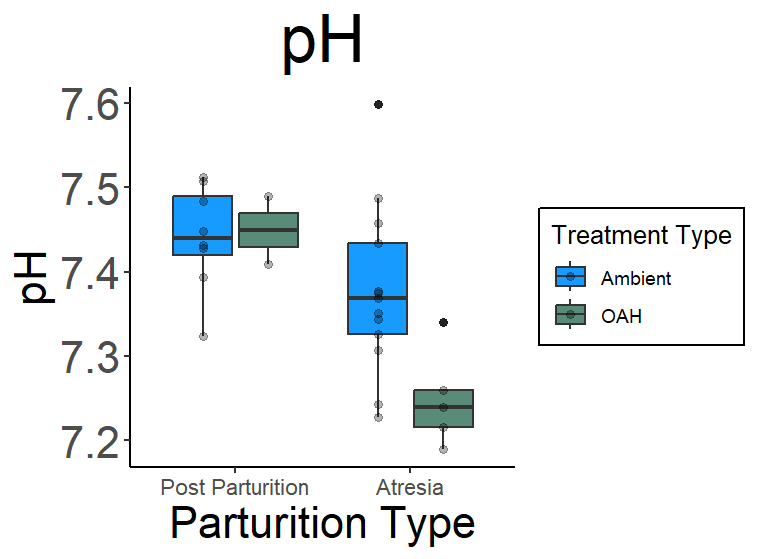 pH
7.6
7.5
7.4
7.3
7.2
pH
Post Parturition
Atresia
Parturition Type
Treatment Type
Ambient
OAH